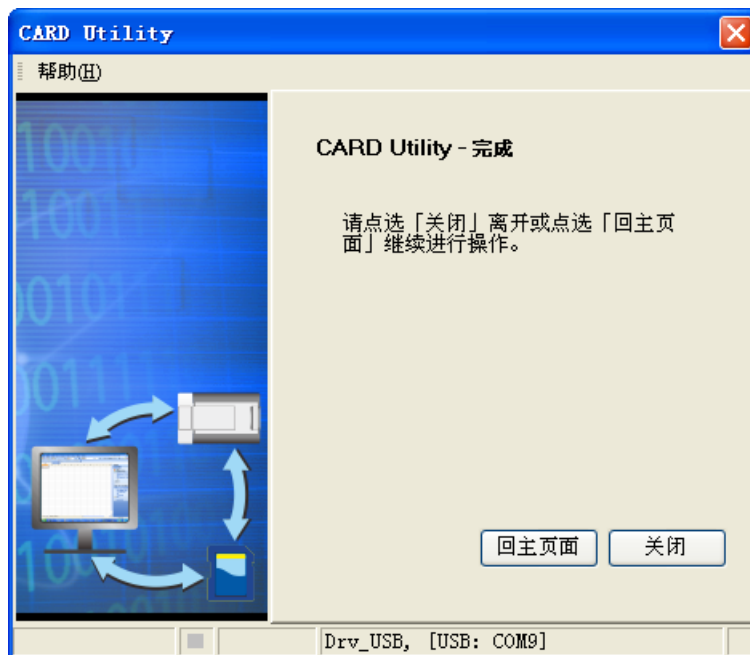 CARD Utility
帮助(H)
CARD Utility - 完成
请点选「关闭」离开或点选「回主页
面」继续进行操作。
回主页面
关闭
Drv_USB, [USB: COM9]